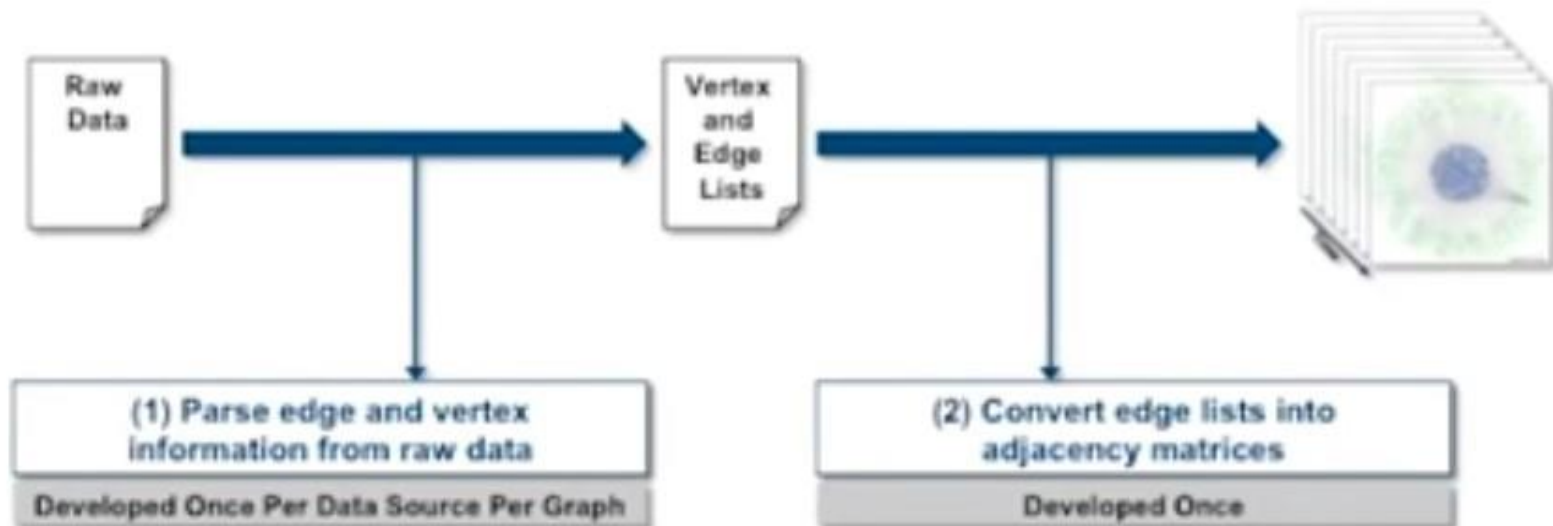 Raw
Data
Vertex
and
Edge
Lists
(1) Parse edge and vertex
information from raw data
Developed Once Per Data Source Per Graph
(2) Convert edge lists into
adjacency matrices
Developed Once